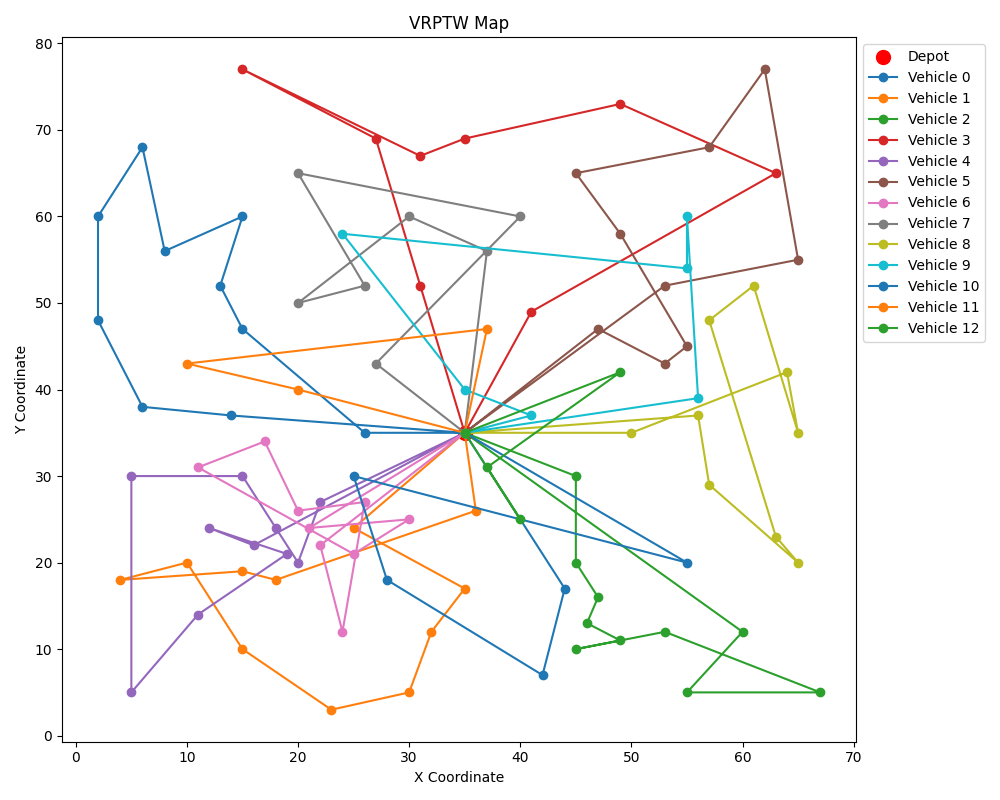 VRPTW Map
80
70
60
50
40
30
20
10
0
Y Coordinate
0 10 20 30 40 50 60 70
X Coordinate
Depot
Vehicle 0
Vehicle 1
Vehicle 2
Vehicle 3
Vehicle 4
Vehicle 5
Vehicle 6
Vehicle 7
Vehicle 8
Vehicle 9
Vehicle 10
Vehicle 11
Vehicle 12